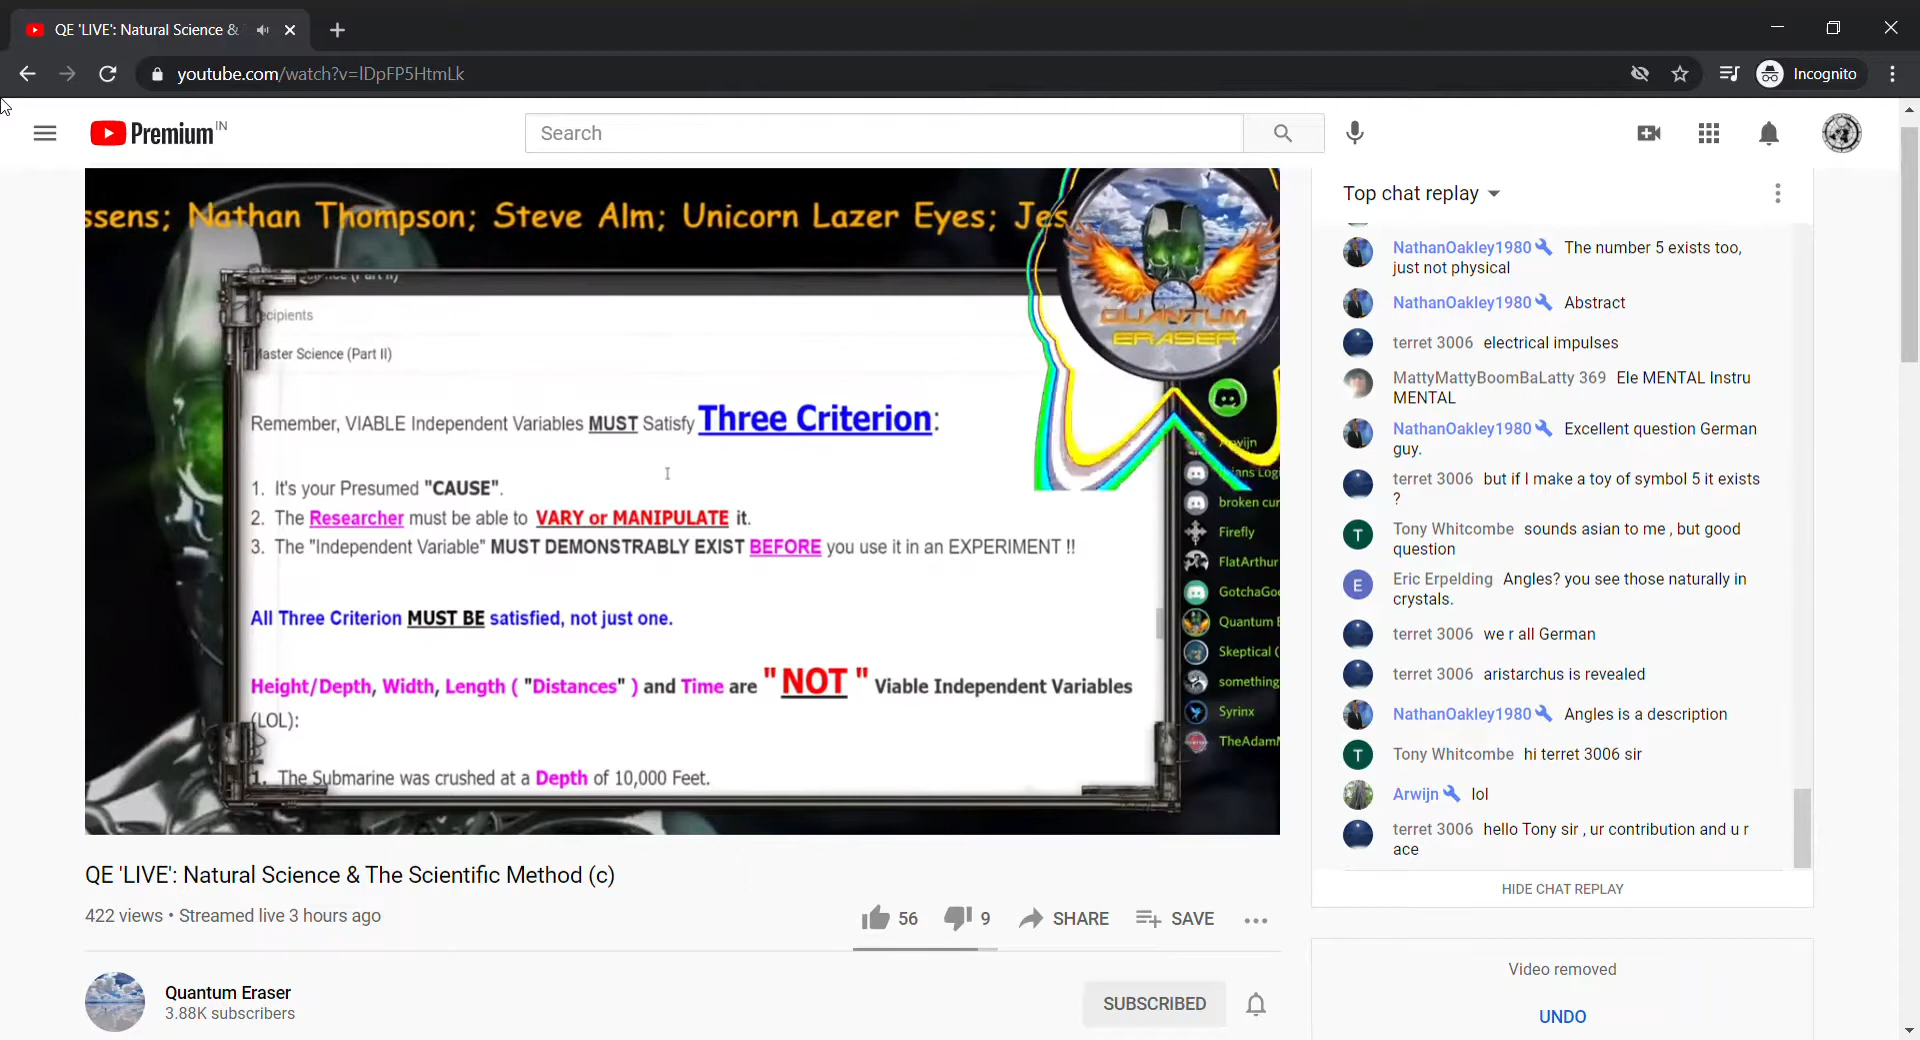 QE 'LIVE': Natural Science &
youtube.com/watch?v=lDpFP5HtmLk
Incognito
Premium IN
Search
ssens; Nathan Thompson; Steve Alm; Unicorn Lazer Eyes; Jes
QUANTUM
ERASER
ecipients
Master Science (Part II)
Remember, VIABLE Independent Variables MUST Satisfy Three Criterion:
1. It's your Presumed "CAUSE".
2. The Researcher must be able to VARY or MANIPULATE it.
3. The "Independent Variable" MUST DEMONSTRABLY EXIST BEFORE you use it in an EXPERIMENT !!
All Three Criterion MUST BE satisfied, not just one.
Height/Depth, Width, Length ( "Distances" ) and Time are "NOT" Viable Independent Variables
(LOL):
1. The Submarine was crushed at a Depth of 10,000 Feet.
Arwijn
broken cur
Firefly
FlatArthur
GotchaGo
Quantum E
Skeptical (
something
Syrinx
TheAdam
Top chat replay
NathanOakley1980 The number 5 exists too,
just not physical
NathanOakley1980 Abstract
terret 3006 electrical impulses
MattyMattyBoomBaLatty 369 Ele MENTAL Instru
MENTAL
NathanOakley1980 Excellent question German
guy.
terret 3006 but if I make a toy of symbol 5 it exists
?
T Tony Whitcombe sounds asian to me , but good
question
E Eric Erpelding Angles? you see those naturally in
crystals.
terret 3006 we r all German
terret 3006 aristarchus is revealed
NathanOakley1980 Angles is a description
T Tony Whitcombe hi terret 3006 sir
Arwijn lol
terret 3006 hello Tony sir , ur contribution and u r
ace
HIDE CHAT REPLAY
QE 'LIVE': Natural Science & The Scientific Method (c)
422 views • Streamed live 3 hours ago
56 9 SHARE SAVE
Quantum Eraser
3.88K subscribers
SUBSCRIBED
Video removed
UNDO